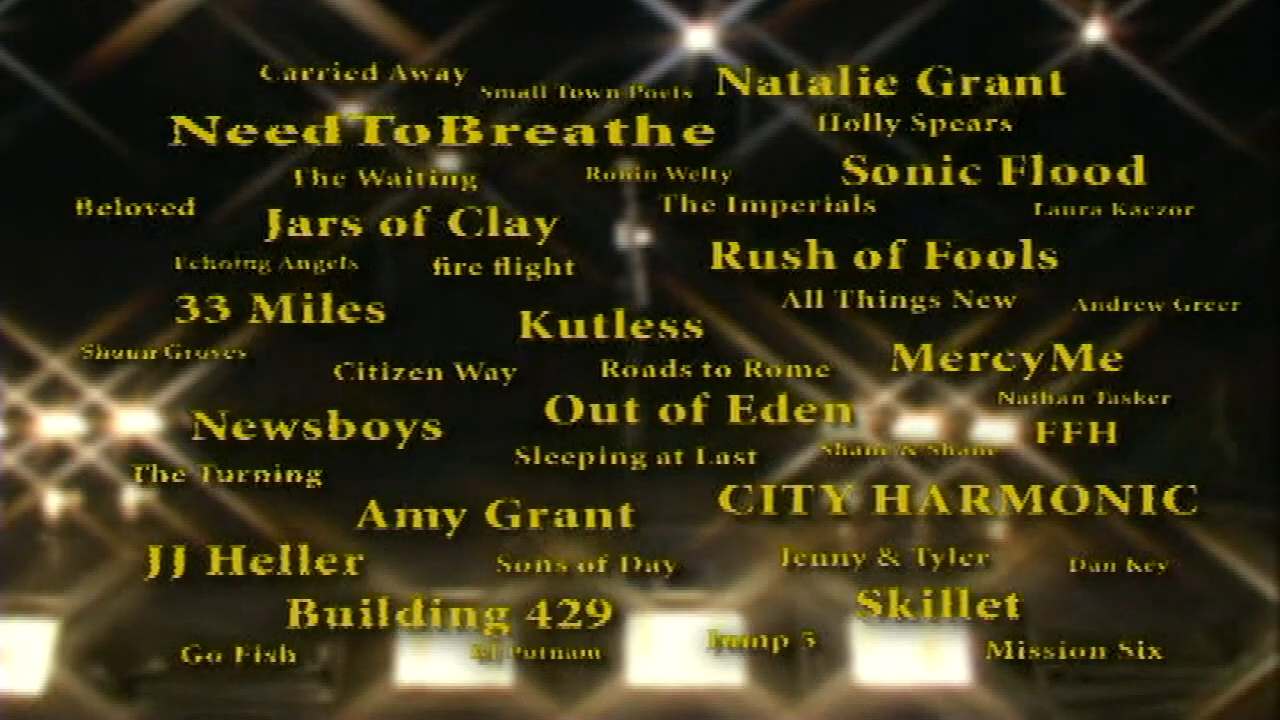 Carried Away
Small Town Poets
Natalie Grant
NeedToBreathe
Holly Spears
The Waiting
Robin Welty
Sonic Flood
Beloved
Jars of Clay
The Imperials
Laura Kaczor
Echoing Angels
fire flight
Rush of Fools
33 Miles
Kutless
All Things New
Andrew Greer
Shaun Groves
Citizen Way
Roads to Rome
MercyMe
Nathan Tasker
Newsboys
Out of Eden
FFH
The Turning
Sleeping at Last
Shane & Shane
Amy Grant
CITY HARMONIC
JJ Heller
Sons of Day
Jenny & Tyler
Dan Key
Building 429
Skillet
Go Fish
Putnam
Jump 5
Mission Six